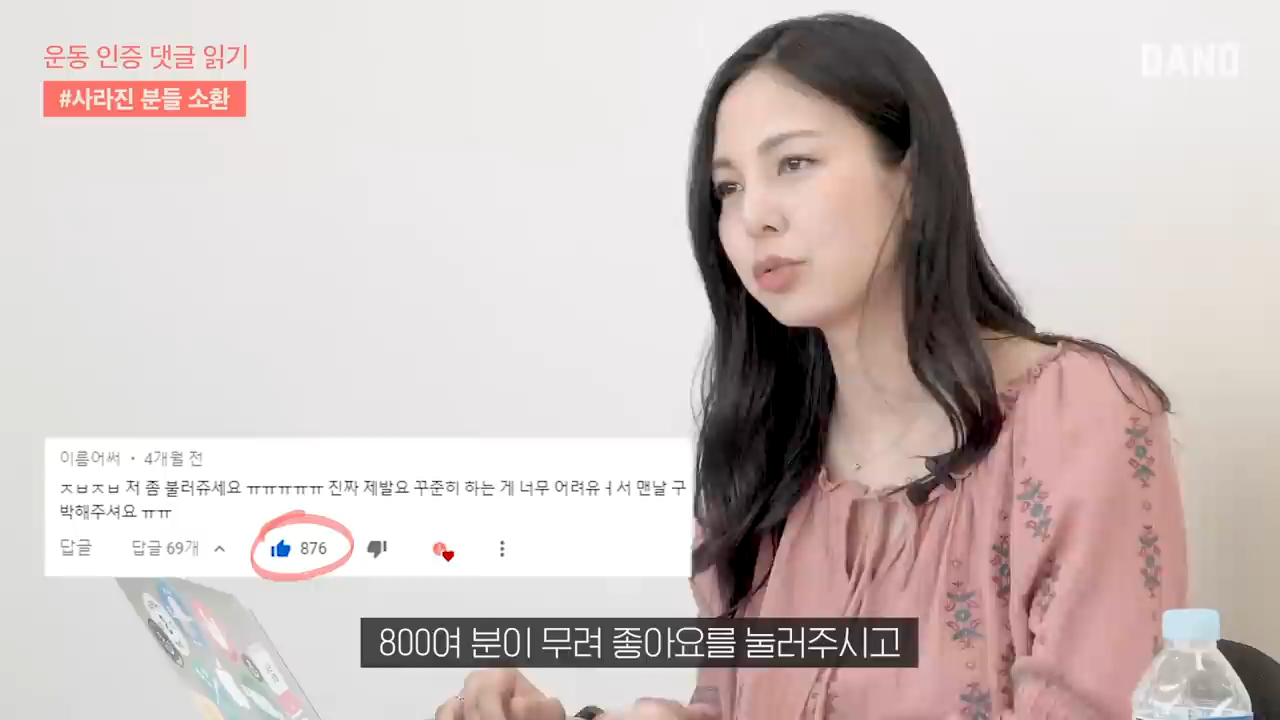 운동 인증 댓글 읽기
#사라진 분들 소환
DANO
이름어써 · 4개월 전
ㅈㅂㅈㅂ 저 좀 불러쥬세요 ㅠㅠㅠㅠㅠ 진짜 제발요 꾸준히 하는 게 너무 어려유ㅓ서 맨날 구
박해주셔요 ㅠㅠ
답글 답글 69개 876
800여 분이 무려 좋아요를 눌러주시고